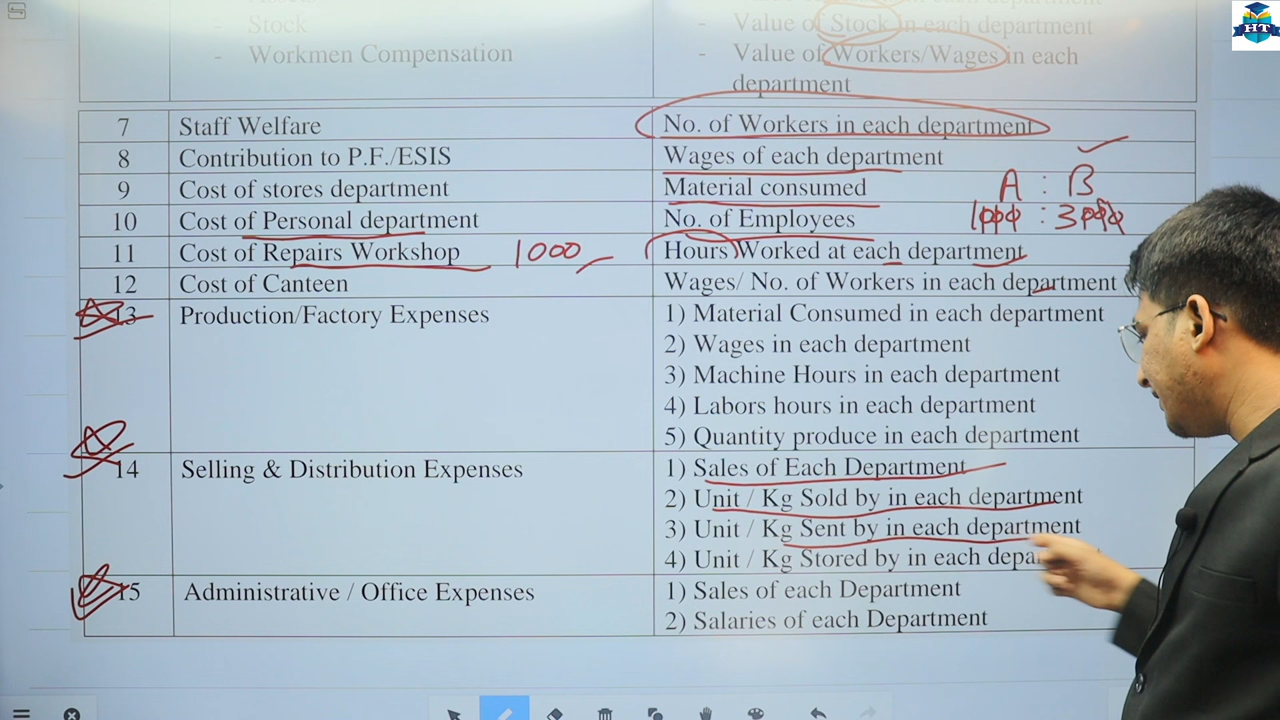 - Stock
- Value of Stock in each department
- Workmen Compensation
- Value of Workers/Wages in each
department
7 Staff Welfare No. of Workers in each department
8 Contribution to P.F./ESIS Wages of each department
9 Cost of stores department Material consumed
A : B
10 Cost of Personal department No. of Employees
1000 : 3000
11 Cost of Repairs Workshop 1000 Hours Worked at each department
12 Cost of Canteen Wages/ No. of Workers in each department
13 Production/Factory Expenses 1) Material Consumed in each department
2) Wages in each department
3) Machine Hours in each department
4) Labors hours in each department
5) Quantity produce in each department
14 Selling & Distribution Expenses 1) Sales of Each Department
2) Unit / Kg Sold by in each department
3) Unit / Kg Sent by in each department
4) Unit / Kg Stored by in each
15 Administrative / Office Expenses 1) Sales of each Department
2) Salaries of each Department
HT